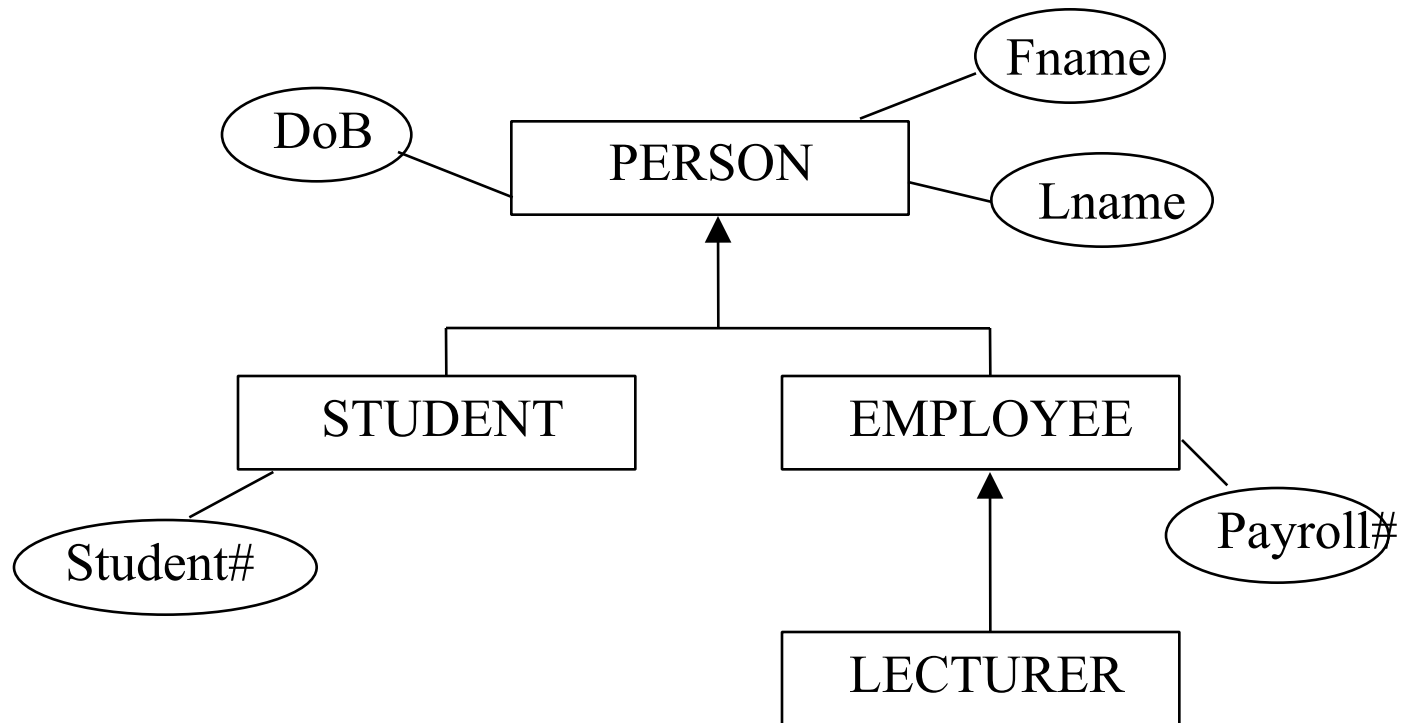 Fname
DoB
PERSON
Lname
STUDENT
EMPLOYEE
Student#
Payroll#
LECTURER